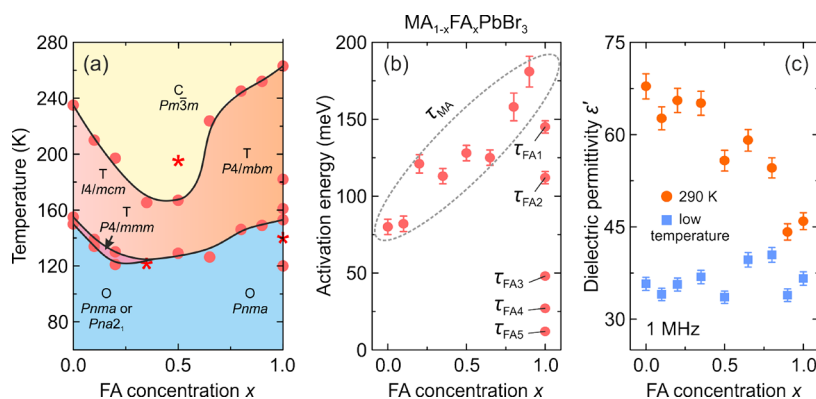 MA₁₋ₓFAₓPbBr₃
(a)
280
240
200
160
120
80
Temperature (K)
0.0
0.5
1.0
FA concentration x
C
Pm3̅m
T
I4/mcm
T
P4/mmm
T
P4/mbm
O
Pnma or
Pna2₁
O
Pnma
(b)
200
150
100
50
0
Activation energy (meV)
0.0
0.5
1.0
FA concentration x
τMA
τFA1
τFA2
τFA3
τFA4
τFA5
(c)
75
60
45
30
Dielectric permittivity ε′
0.0
0.5
1.0
FA concentration x
290 K
low
temperature
1 MHz